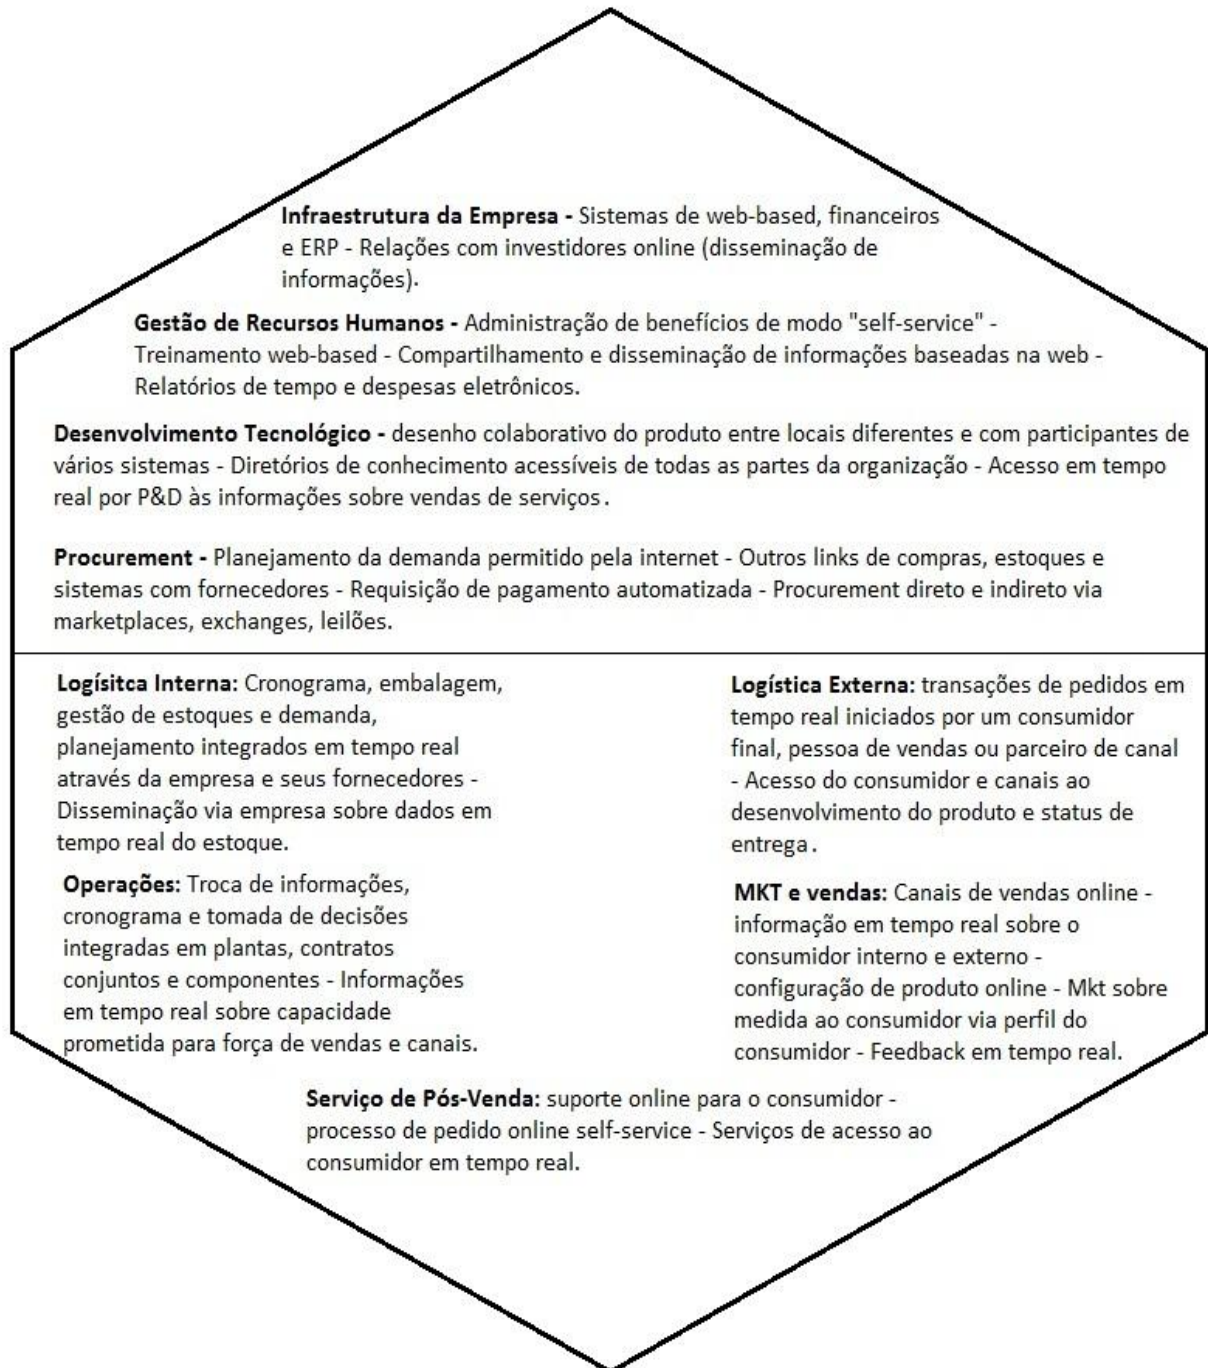 Infraestrutura da Empresa - Sistemas de web-based, financeiros
e ERP - Relações com investidores online (disseminação de
informações).
Gestão de Recursos Humanos - Administração de benefícios de modo "self-service" -
Treinamento web-based - Compartilhamento e disseminação de informações baseadas na web -
Relatórios de tempo e despesas eletrônicos.
Desenvolvimento Tecnológico - desenho colaborativo do produto entre locais diferentes e com participantes de
vários sistemas - Diretórios de conhecimento acessíveis de todas as partes da organização - Acesso em tempo
real por P&D às informações sobre vendas de serviços.
Procurement - Planejamento da demanda permitido pela internet - Outros links de compras, estoques e
sistemas com fornecedores - Requisição de pagamento automatizada - Procurement direto e indireto via
marketplaces, exchanges, leilões.
Logísitca Interna: Cronograma, embalagem,
gestão de estoques e demanda,
planejamento integrados em tempo real
através da empresa e seus fornecedores -
Disseminação via empresa sobre dados em
tempo real do estoque.
Operações: Troca de informações,
cronograma e tomada de decisões
integradas em plantas, contratos
conjuntos e componentes - Informações
em tempo real sobre capacidade
prometida para força de vendas e canais.
Logística Externa: transações de pedidos em
tempo real iniciados por um consumidor
final, pessoa de vendas ou parceiro de canal
- Acesso do consumidor e canais ao
desenvolvimento do produto e status de
entrega.
MKT e vendas: Canais de vendas online -
informação em tempo real sobre o
consumidor interno e externo -
configuração de produto online - Mkt sobre
medida ao consumidor via perfil do
consumidor - Feedback em tempo real.
Serviço de Pós-Venda: suporte online para o consumidor -
processo de pedido online self-service - Serviços de acesso ao
consumidor em tempo real.